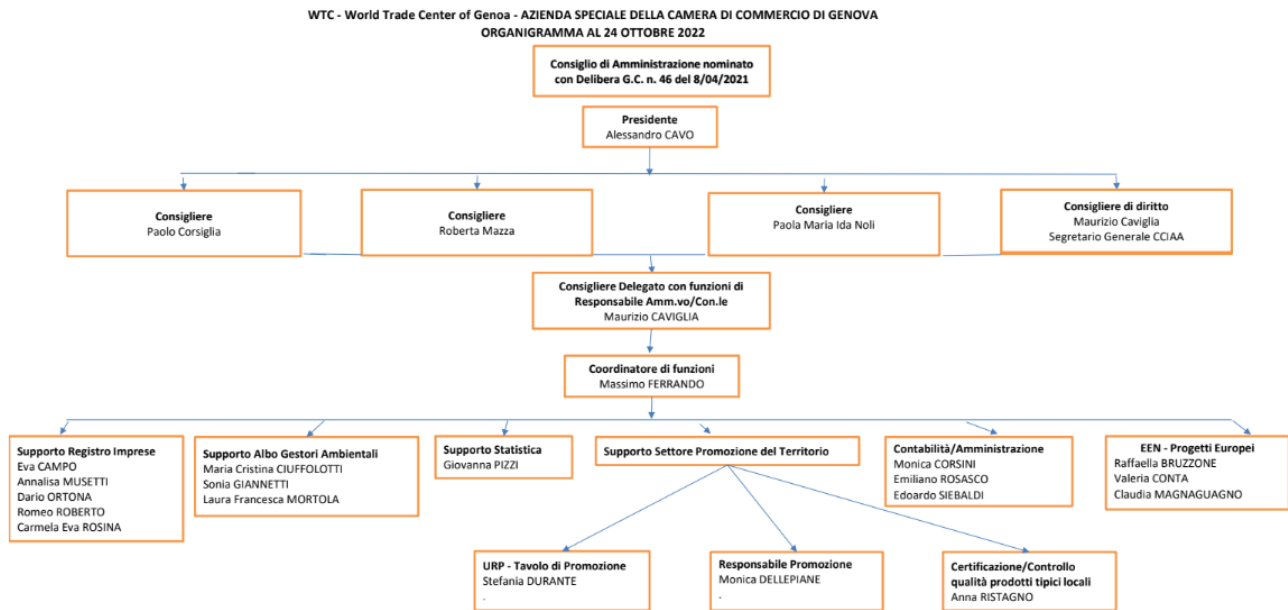 WTC - World Trade Center of Genoa - AZIENDA SPECIALE DELLA CAMERA DI COMMERCIO DI GENOVA
ORGANIGRAMMA AL 24 OTTOBRE 2022
Consiglio di Amministrazione nominato
con Delibera G.C. n. 46 del 8/04/2021
Presidente
Alessandro CAVO
Consigliere
Paolo Corsiglia
Consigliere
Roberta Mazza
Consigliere
Paola Maria Ida Noli
Consigliere di diritto
Maurizio Caviglia
Segretario Generale CCIAA
Consigliere Delegato con funzioni di
Responsabile Amm.vo/Con.le
Maurizio CAVIGLIA
Coordinatore di funzioni
Massimo FERRANDO
Supporto Registro Imprese
Eva CAMPO
Annalisa MUSETTI
Dario ORTONA
Romeo ROBERTO
Carmela Eva ROSINA
Supporto Albo Gestori Ambientali
Maria Cristina CIUFFOLOTTI
Sonia GIANNETTI
Laura Francesca MORTOLA
Supporto Statistica
Giovanna PIZZI
Supporto Settore Promozione del Territorio
Contabilità/Amministrazione
Monica CORSINI
Emiliano ROSASCO
Edoardo SIEBALDI
EEN - Progetti Europei
Raffaella BRUZZONE
Valeria CONTA
Claudia MAGNAGUAGNO
URP - Tavolo di Promozione
Stefania DURANTE
.
Responsabile Promozione
Monica DELLEPIANE
.
Certificazione/Controllo
qualità prodotti tipici locali
Anna RISTAGNO